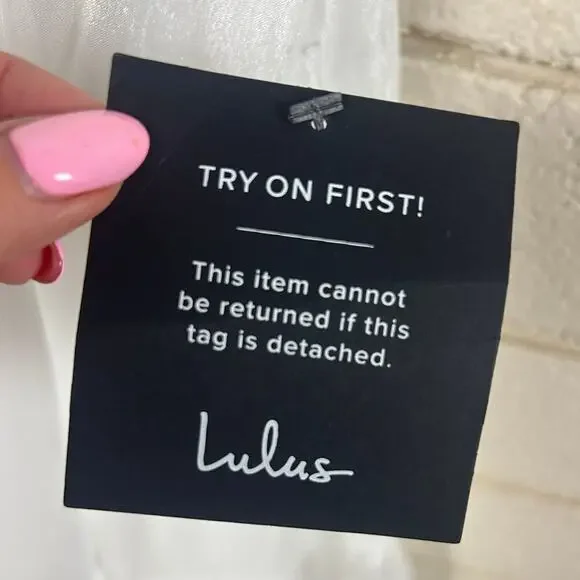 TRY ON FIRST!
This item cannot
be returned if this
tag is detached.
Lulus